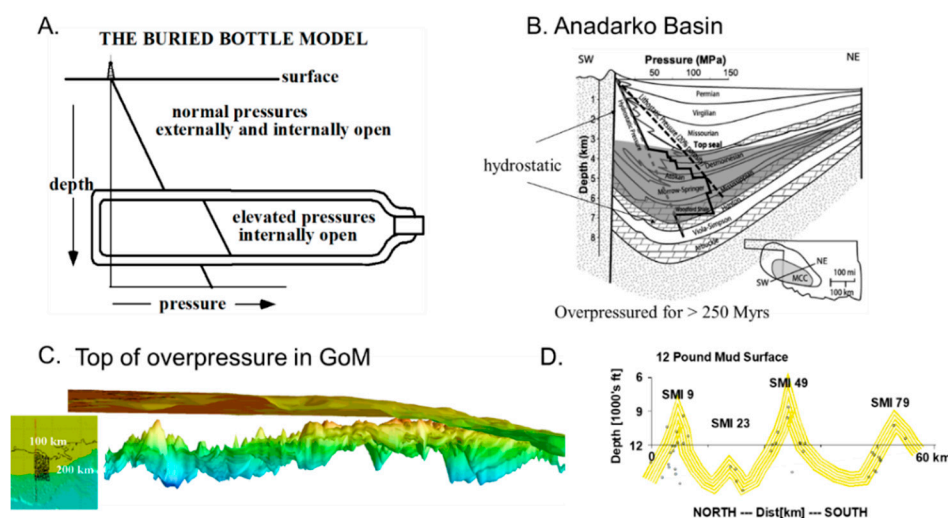 A.
THE BURIED BOTTLE MODEL
surface
normal pressures
externally and internally open
depth
elevated pressures
internally open
pressure
B. Anadarko Basin
SW
Pressure (MPa)
NE
50 100 150
Permian
Virgilian
Missourian
Top seal
Desmoinesian
Atokan
Morrow-Springer
Mississippian
Hunton
Viola-Simpson
Arbuckle
Hydrostatic Pressure
hydrostatic
Depth (km)
1
2
3
4
5
6
7
8
NE
SW
MCC
100 mi
100 km
Overpressured for > 250 Myrs
C. Top of overpressure in GoM
100 km
200 km
D.
12 Pound Mud Surface
Depth [1000's ft]
6
9
12
SMI 9
SMI 23
SMI 49
SMI 79
0
60 km
NORTH --- Dist[km] --- SOUTH